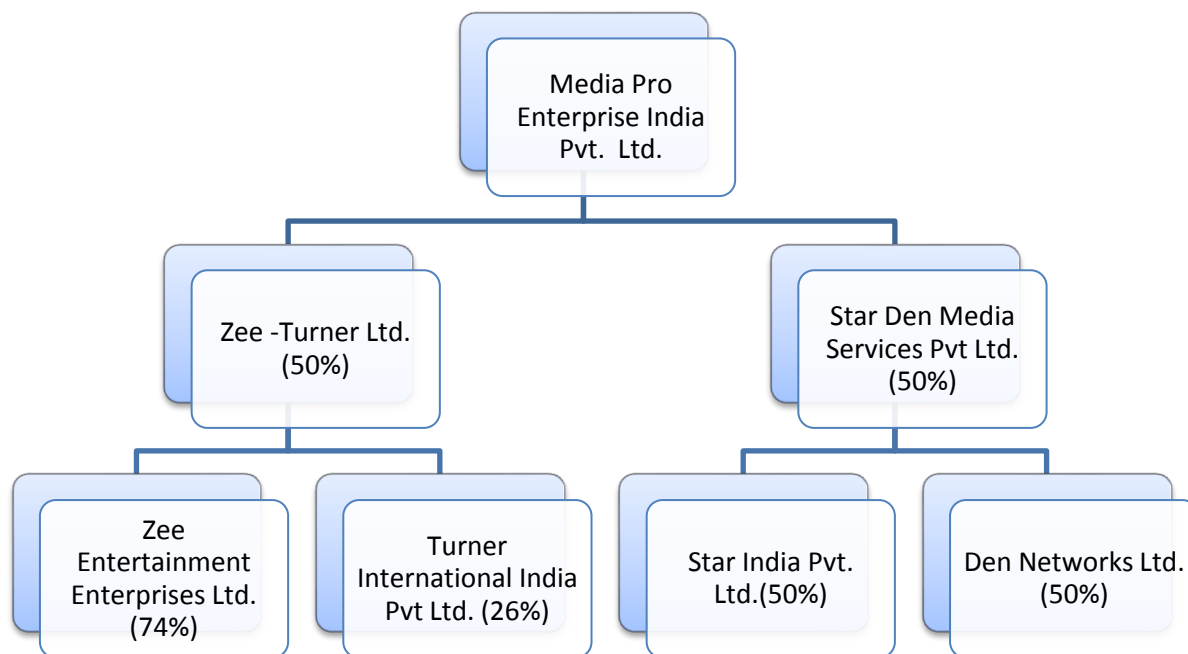 Media Pro
Enterprise India
Pvt. Ltd.
Zee -Turner Ltd.
(50%)
Star Den Media
Services Pvt Ltd.
(50%)
Zee
Entertainment
Enterprises Ltd.
(74%)
Turner
International India
Pvt Ltd. (26%)
Star India Pvt.
Ltd.(50%)
Den Networks Ltd.
(50%)